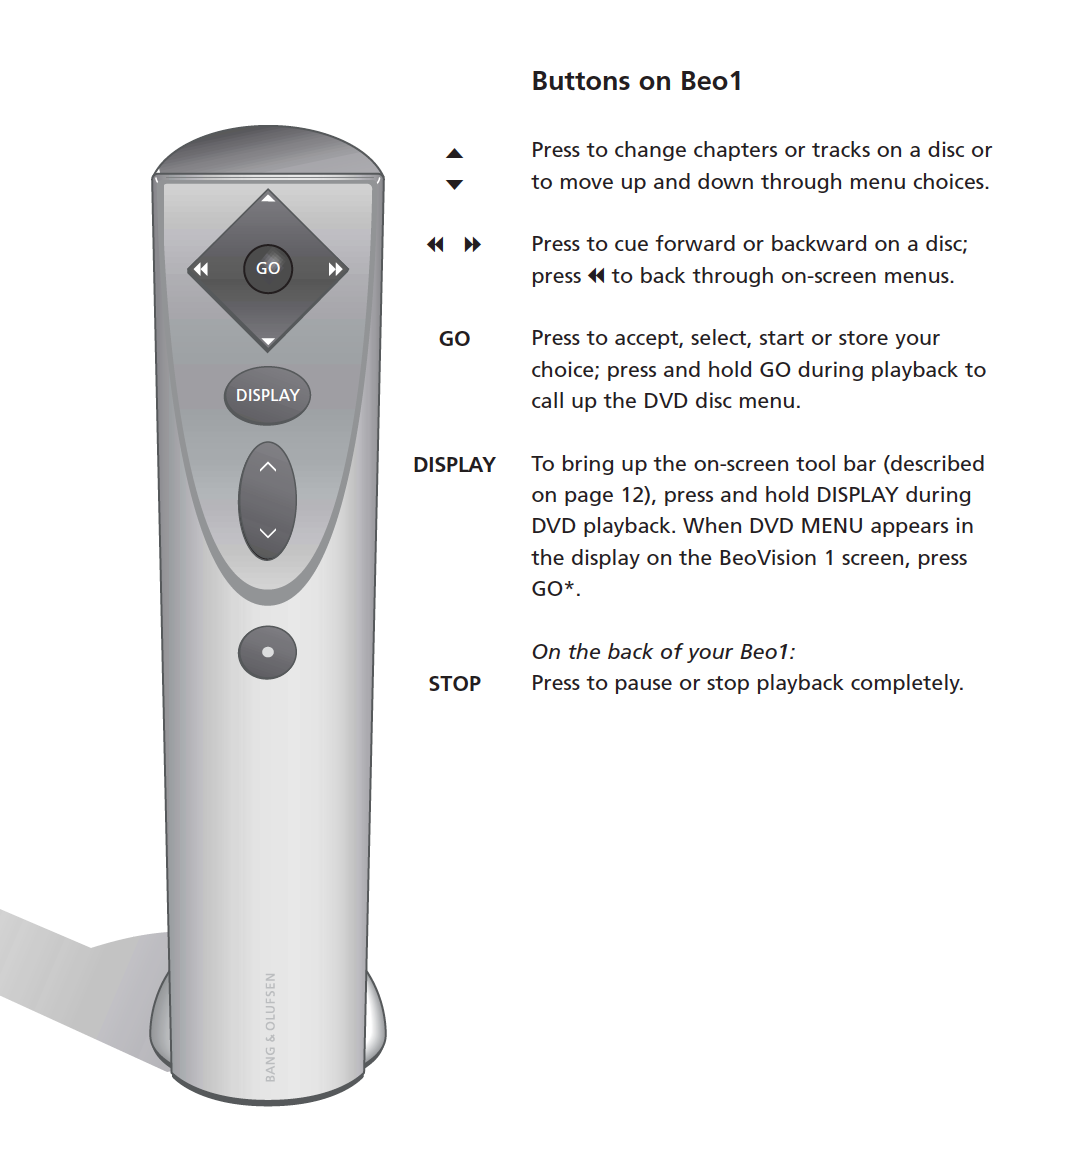 Buttons on Beo1
▲ Press to change chapters or tracks on a disc or
▼ to move up and down through menu choices.
◀◀ ▶▶ Press to cue forward or backward on a disc;
press ◀◀ to back through on-screen menus.
GO Press to accept, select, start or store your
choice; press and hold GO during playback to
call up the DVD disc menu.
DISPLAY To bring up the on-screen tool bar (described
on page 12), press and hold DISPLAY during
DVD playback. When DVD MENU appears in
the display on the BeoVision 1 screen, press
GO*.
On the back of your Beo1:
STOP Press to pause or stop playback completely.
GO
DISPLAY
BANG & OLUFSEN